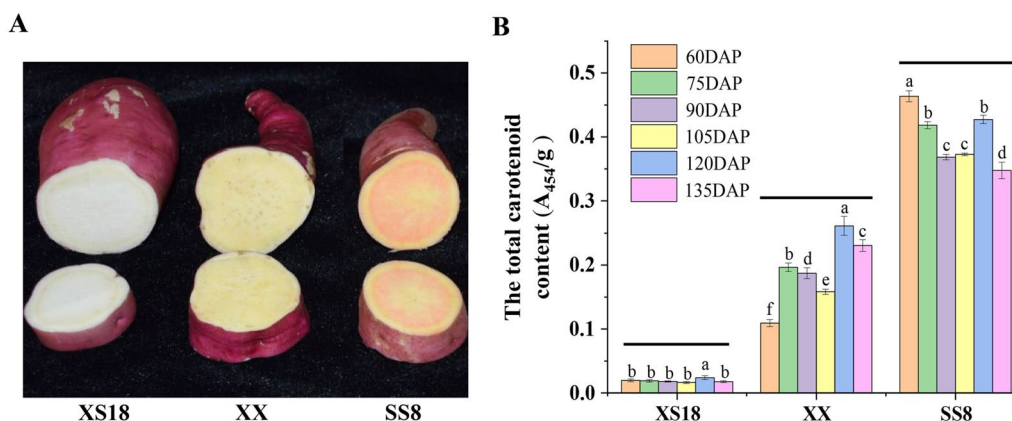 A
XS18 XX SS8
B
The total carotenoid
content (A454/g)
0.5
0.4
0.3
0.2
0.1
0.0
60DAP
75DAP
90DAP
105DAP
120DAP
135DAP
b b b b a b
f b d e a c
a b c c b d
XS18 XX SS8